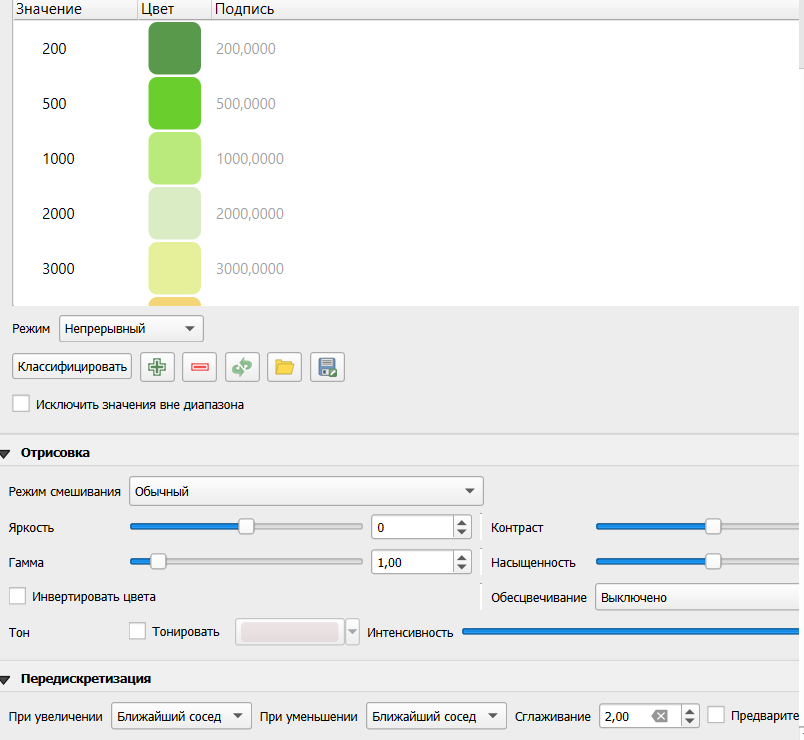 Значение Цвет Подпись
200 200,0000
500 500,0000
1000 1000,0000
2000 2000,0000
3000 3000,0000
Режим Непрерывный
Классифицировать
Исключить значения вне диапазона
Отрисовка
Режим смешивания Обычный
Яркость 0 Контраст
Гамма 1,00 Насыщенность
Инвертировать цвета Обесцвечивание Выключено
Тон Тонировать Интенсивность
Передискретизация
При увеличении Ближайший сосед При уменьшении Ближайший сосед Сглаживание 2,00 Предварите